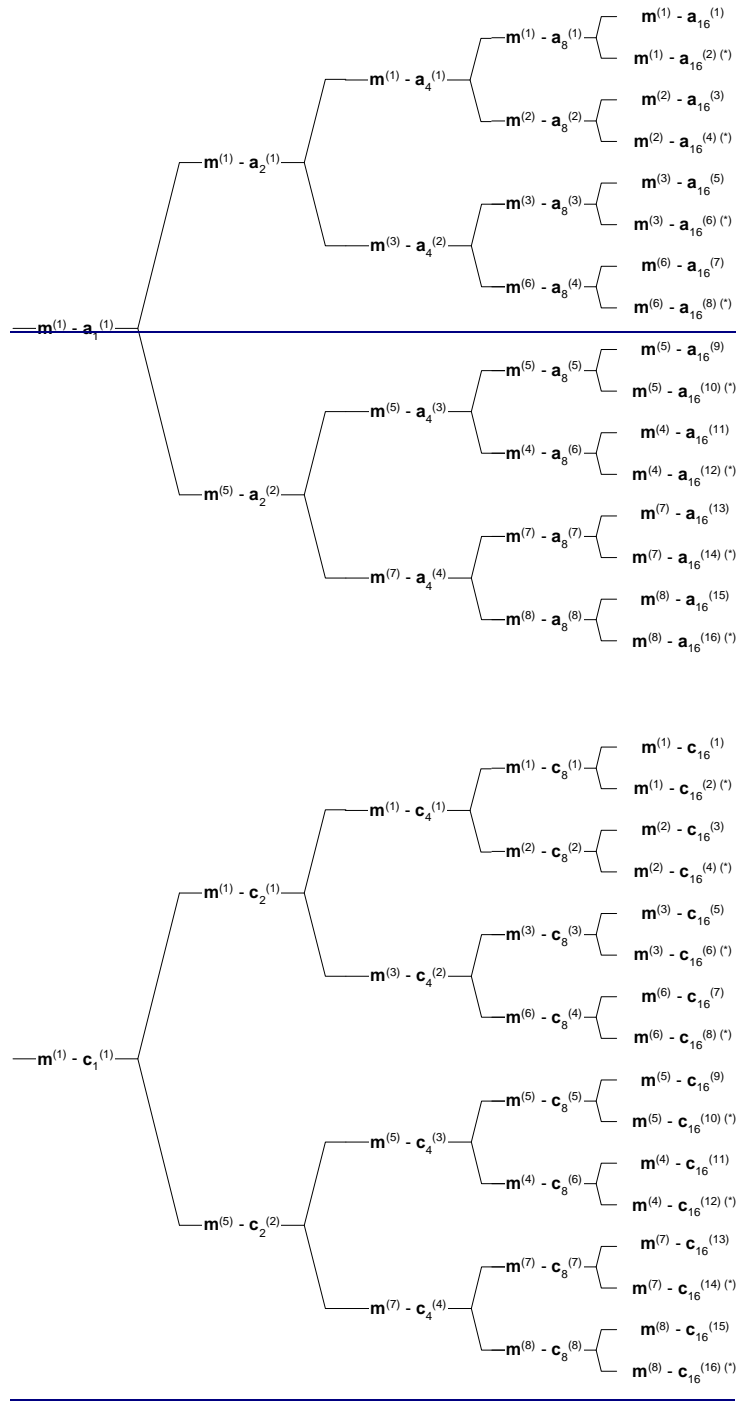 m(1) - a16(1)
m(1) - a8(1)
m(1) - a16(2) (*)
m(1) - a4(1)
m(2) - a16(3)
m(2) - a8(2)
m(2) - a16(4) (*)
m(1) - a2(1)
m(3) - a16(5)
m(3) - a8(3)
m(3) - a16(6) (*)
m(3) - a4(2)
m(6) - a16(7)
m(6) - a8(4)
m(6) - a16(8) (*)
m(1) - a1(1)
m(5) - a16(9)
m(5) - a8(5)
m(5) - a16(10) (*)
m(5) - a4(3)
m(4) - a16(11)
m(4) - a8(6)
m(4) - a16(12) (*)
m(5) - a2(2)
m(7) - a16(13)
m(7) - a8(7)
m(7) - a16(14) (*)
m(7) - a4(4)
m(8) - a16(15)
m(8) - a8(8)
m(8) - a16(16) (*)
m(1) - c16(1)
m(1) - c8(1)
m(1) - c16(2) (*)
m(1) - c4(1)
m(2) - c16(3)
m(2) - c8(2)
m(2) - c16(4) (*)
m(1) - c2(1)
m(3) - c16(5)
m(3) - c8(3)
m(3) - c16(6) (*)
m(3) - c4(2)
m(6) - c16(7)
m(6) - c8(4)
m(6) - c16(8) (*)
m(1) - c1(1)
m(5) - c16(9)
m(5) - c8(5)
m(5) - c16(10) (*)
m(5) - c4(3)
m(4) - c16(11)
m(4) - c8(6)
m(4) - c16(12) (*)
m(5) - c2(2)
m(7) - c16(13)
m(7) - c8(7)
m(7) - c16(14) (*)
m(7) - c4(4)
m(8) - c16(15)
m(8) - c8(8)
m(8) - c16(16) (*)